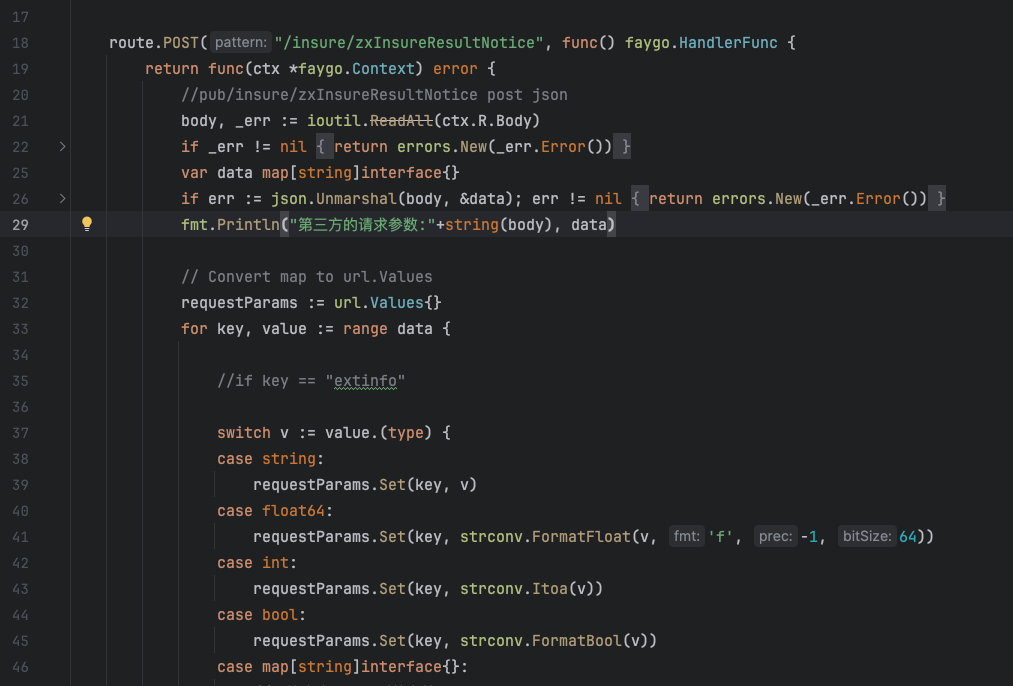 17
18 route.POST( pattern: "/insure/zxInsureResultNotice", func() faygo.HandlerFunc {
19 return func(ctx *faygo.Context) error {
20 //pub/insure/zxInsureResultNotice post json
21 body, _err := ioutil.ReadAll(ctx.R.Body)
22 if _err != nil { return errors.New(_err.Error()) }
25 var data map[string]interface{}
26 if err := json.Unmarshal(body, &data); err != nil { return errors.New(_err.Error()) }
29 fmt.Println("第三方的请求参数:"+string(body), data)
30
31 // Convert map to url.Values
32 requestParams := url.Values{}
33 for key, value := range data {
34
35 //if key == "extinfo"
36
37 switch v := value.(type) {
38 case string:
39 requestParams.Set(key, v)
40 case float64:
41 requestParams.Set(key, strconv.FormatFloat(v, fmt: 'f', prec: -1, bitSize: 64))
42 case int:
43 requestParams.Set(key, strconv.Itoa(v))
44 case bool:
45 requestParams.Set(key, strconv.FormatBool(v))
46 case map[string]interface{}: